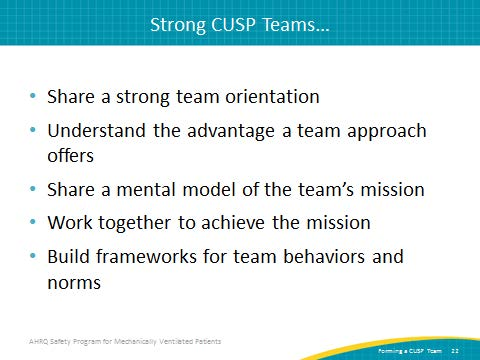 Strong CUSP Teams…
• Share a strong team orientation
• Understand the advantage a team approach
offers
• Share a mental model of the team’s mission
• Work together to achieve the mission
• Build frameworks for team behaviors and
norms
AHRQ Safety Program for Mechanically Ventilated Patients
Forming a CUSP Team 22